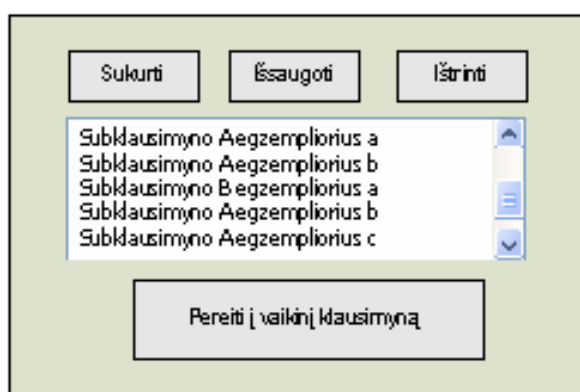 Sukurti Išsaugoti Ištrinti
Subklausimyno Aegzempliorius a
Subklausimyno Aegzempliorius b
Subklausimyno Begzempliorius a
Subklausimyno Aegzempliorius b
Subklausimyno Aegzempliorius c
Pereiti į vaikinį klausimyną